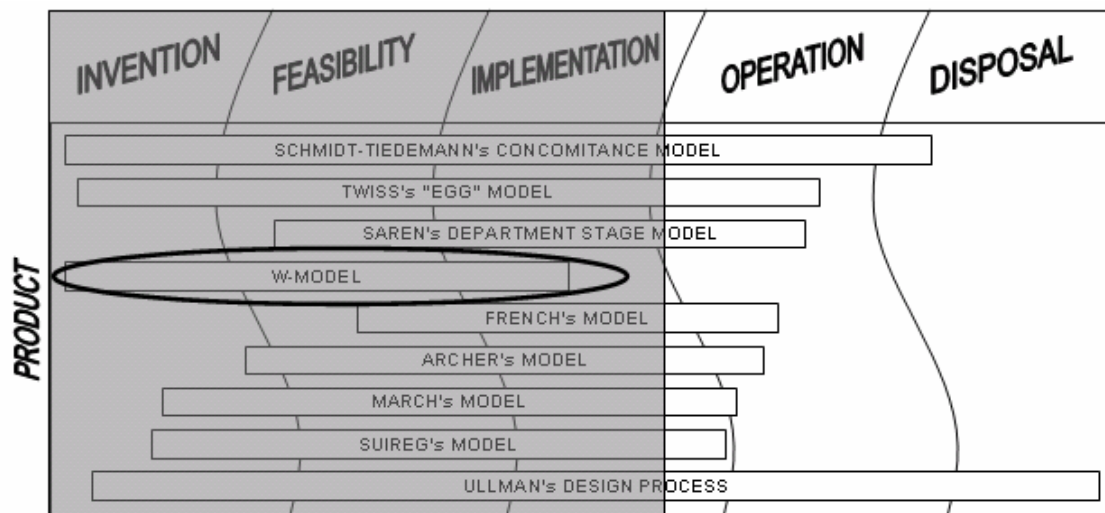 INVENTION FEASIBILITY IMPLEMENTATION OPERATION DISPOSAL
SCHMIDT-TIEDEMANN's CONCOMITANCE MODEL
TWISS's "EGG" MODEL
SAREN's DEPARTMENT STAGE MODEL
W-MODEL
FRENCH's MODEL
ARCHER's MODEL
MARCH's MODEL
SUIREG's MODEL
ULLMAN's DESIGN PROCESS
PRODUCT